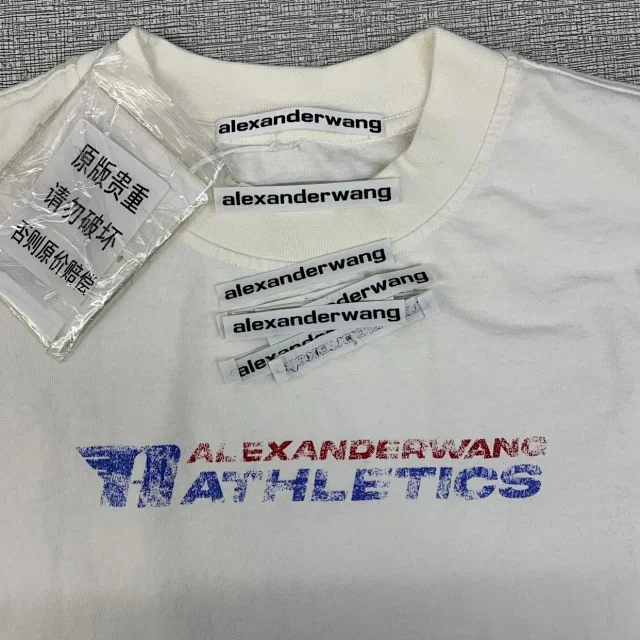 alexanderwang
原版贵重
请勿破坏
否则原价赔偿
alexanderwang
alexanderwang
alexanderwang
alexanderwang
ALEXANDERWANG
ATHLETICS